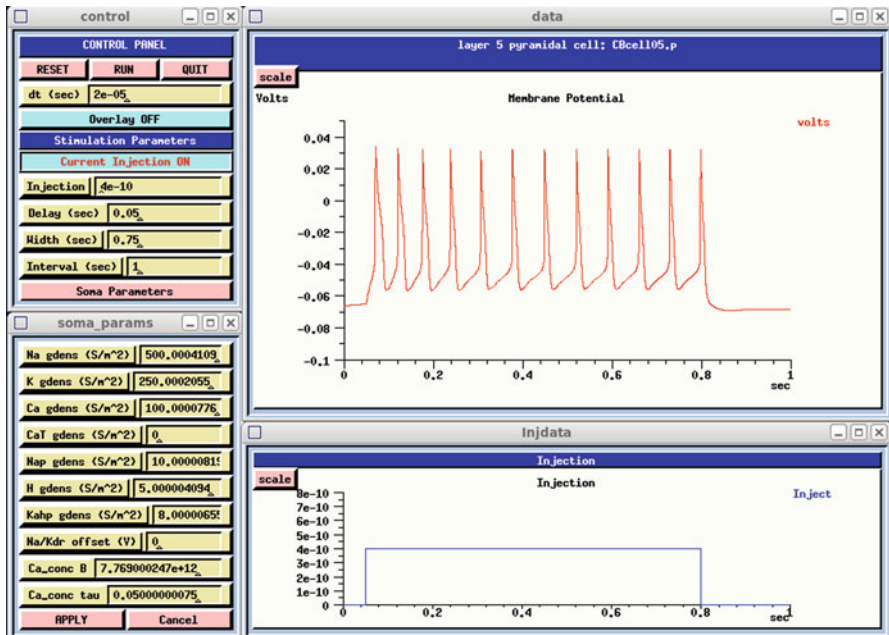 control
CONTROL PANEL
RESET RUN QUIT
dt (sec) 2e-05
Overlay OFF
Stimulation Parameters
Current Injection ON
Injection 4e-10
Delay (sec) 0.05
Width (sec) 0.75
Interval (sec) 1
Soma Parameters
soma_params
Na gdens (S/m^2) 500.0004109
K gdens (S/m^2) 250.0002055
Ca gdens (S/m^2) 100.0000776
CaT gdens (S/m^2) 0
Nap gdens (S/m^2) 10.00000819
H gdens (S/m^2) 5.000004094
Kahp gdens (S/m^2) 8.00000655
Na/Kdr offset (V) 0
Ca_conc B 7.769000247e+12
Ca_conc tau 0.05000000075
APPLY Cancel
data
layer 5 pyramidal cell: CBcell05.p
scale
Volts
Membrane Potential
volts
0.04
0.02
0
-0.02
-0.04
-0.06
-0.08
-0.1
0 0.2 0.4 0.6 0.8 1
sec
Injdata
Injection
scale
Injection
Inject
8e-10
7e-10
6e-10
5e-10
4e-10
3e-10
2e-10
1e-10
0
0 0.2 0.4 0.6 0.8 1
sec